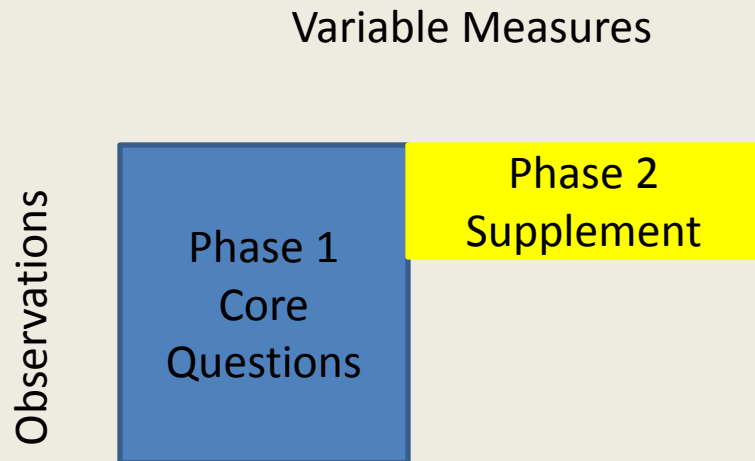 Variable Measures
Observations
Phase 1
Core
Questions
Phase 2
Supplement